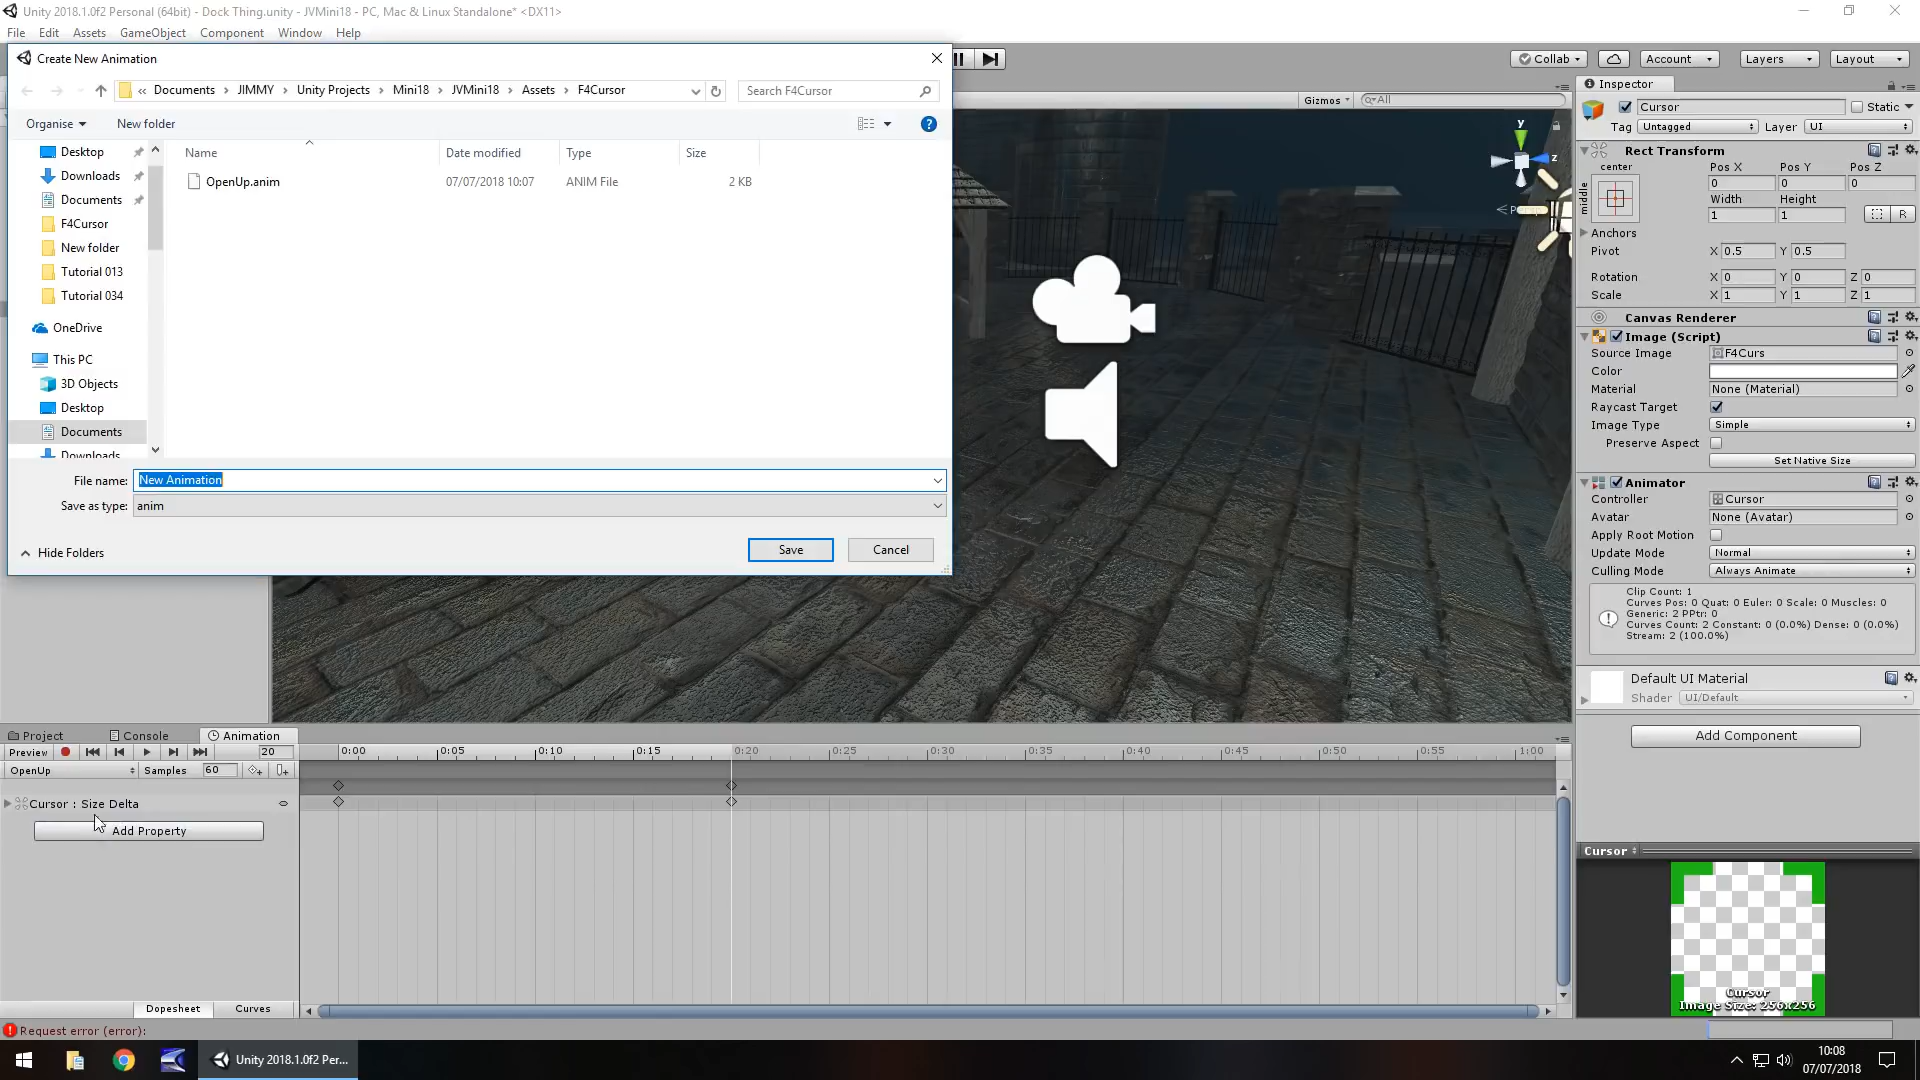 Unity 2018.1.0f2 Personal (64bit) - Dock Thing.unity - JVMini18 - PC, Mac & Linux Standalone* <DX11>
File Edit Assets GameObject Component Window Help
Create New Animation
Collab Account Layers Layout
« Documents > JIMMY > Unity Projects > Mini18 > JVMini18 > Assets > F4Cursor
Search F4Cursor
Organise New folder
Name Date modified Type Size
OpenUp.anim 07/07/2018 10:07 ANIM File 2 KB
Desktop
Downloads
Documents
F4Cursor
New folder
Tutorial 013
Tutorial 034
OneDrive
This PC
3D Objects
Desktop
Documents
Downloads
File name: New Animation
Save as type: anim
Hide Folders Save Cancel
Gizmos All
y
z
Inspector
Cursor Static
Tag Untagged Layer UI
Rect Transform
center Pos X Pos Y Pos Z
middle 0 0 0
Width Height
1 1 R
Anchors
Pivot X 0.5 Y 0.5
Rotation X 0 Y 0 Z 0
Scale X 1 Y 1 Z 1
Canvas Renderer
Image (Script)
Source Image F4Curs
Color
Material None (Material)
Raycast Target
Image Type Simple
Preserve Aspect
Set Native Size
Animator
Controller Cursor
Avatar None (Avatar)
Apply Root Motion
Update Mode Normal
Culling Mode Always Animate
Clip Count: 1
Curves Pos: 0 Quat: 0 Euler: 0 Scale: 0 Muscles: 0
Generic: 2 PPtr: 0
Curves Count: 2 Constant: 0 (0.0%) Dense: 0 (0.0%)
Stream: 2 (100.0%)
Default UI Material
Shader UI/Default
Add Component
Project Console Animation
Preview 20 0:00 0:05 0:10 0:15 0:20 0:25 0:30 0:35 0:40 0:45 0:50 0:55 1:00
OpenUp Samples 60
Cursor : Size Delta
Add Property
Dopesheet Curves
Cursor
Cursor
Image Size: 256x256
Request error (error):
Unity 2018.1.0f2 Per...
10:08
07/07/2018